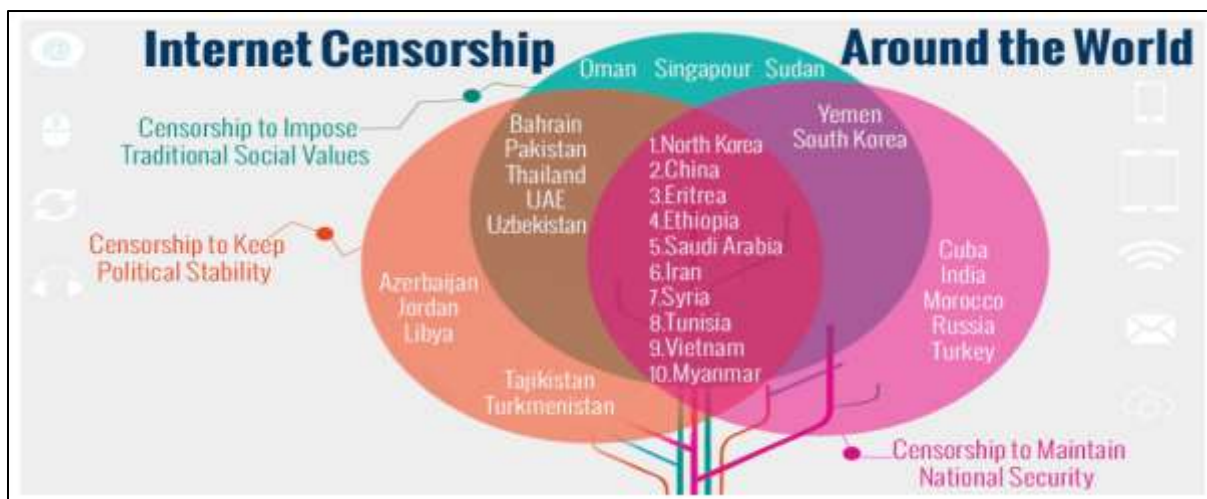 Internet Censorship Around the World
Oman Singapour Sudan
Censorship to Impose
Traditional Social Values
Bahrain
Pakistan
Thailand
UAE
Uzbekistan
1.North Korea
2.China
3.Eritrea
4.Ethiopia
5.Saudi Arabia
6.Iran
7.Syria
8.Tunisia
9.Vietnam
10.Myanmar
Yemen
South Korea
Censorship to Keep
Political Stability
Azerbaijan
Jordan
Libya
Tajikistan
Turkmenistan
Cuba
India
Morocco
Russia
Turkey
Censorship to Maintain
National Security